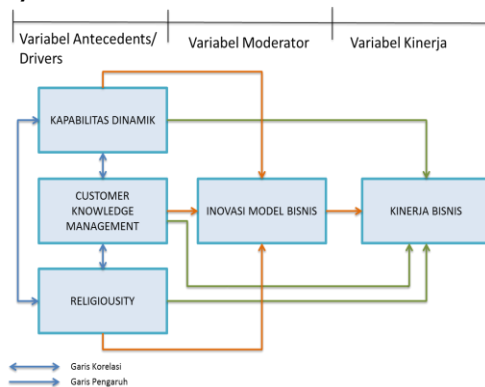 Variabel Antecedents/
Drivers
Variabel Moderator
Variabel Kinerja
KAPABILITAS DINAMIK
CUSTOMER
KNOWLEDGE
MANAGEMENT
INOVASI MODEL BISNIS
KINERJA BISNIS
RELIGIOUSITY
Garis Korelasi
Garis Pengaruh